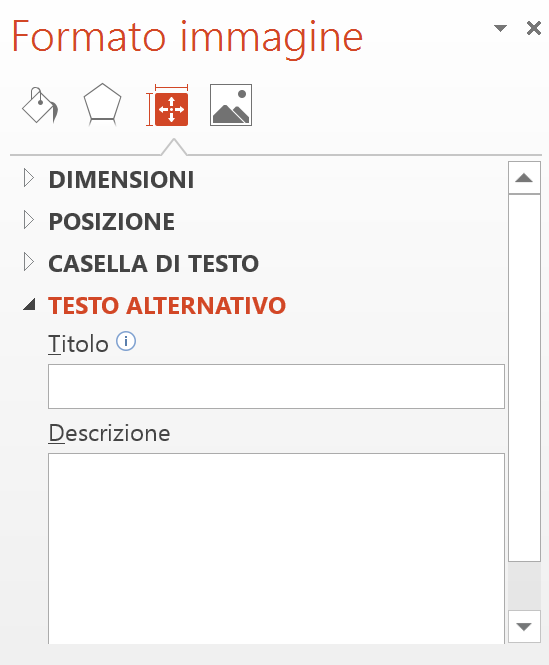 Formato immagine
DIMENSIONI
POSIZIONE
CASELLA DI TESTO
TESTO ALTERNATIVO
Titolo
Descrizione